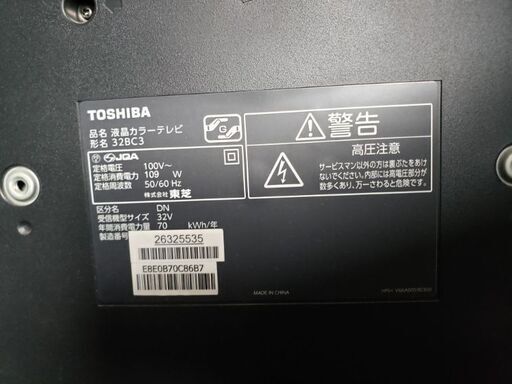 TOSHIBA
品名 液晶カラーテレビ
形名 32BC3
JQA
定格電圧 100V~
定格消費電力 109 W
定格周波数 50/60 Hz
株式会社 東芝
区分名 DN
受信機型サイズ 32V
年間消費電力量 70 kWh/年
製造番号
26325535
E8E0B70C86B7
警告
高圧注意
サービスマン以外の方は裏ぶたをあけ
ないでください。内部には高電圧部分が
数多くあり、万一さわると危険です。
MADE IN CHINA